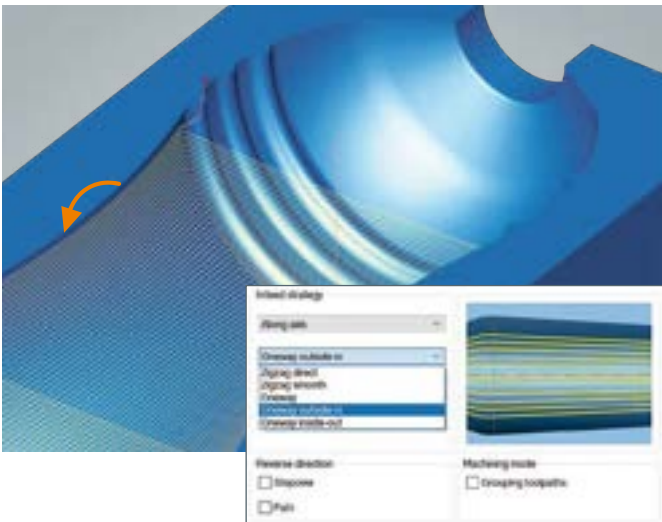 Infeed strategy
Along axis
Oneway outside-in
Zigzag direct
Zigzag smooth
Oneway
Oneway outside-in
Oneway inside-out
Reverse direction
Stepover
Path
Machining mode
Grouping toolpaths